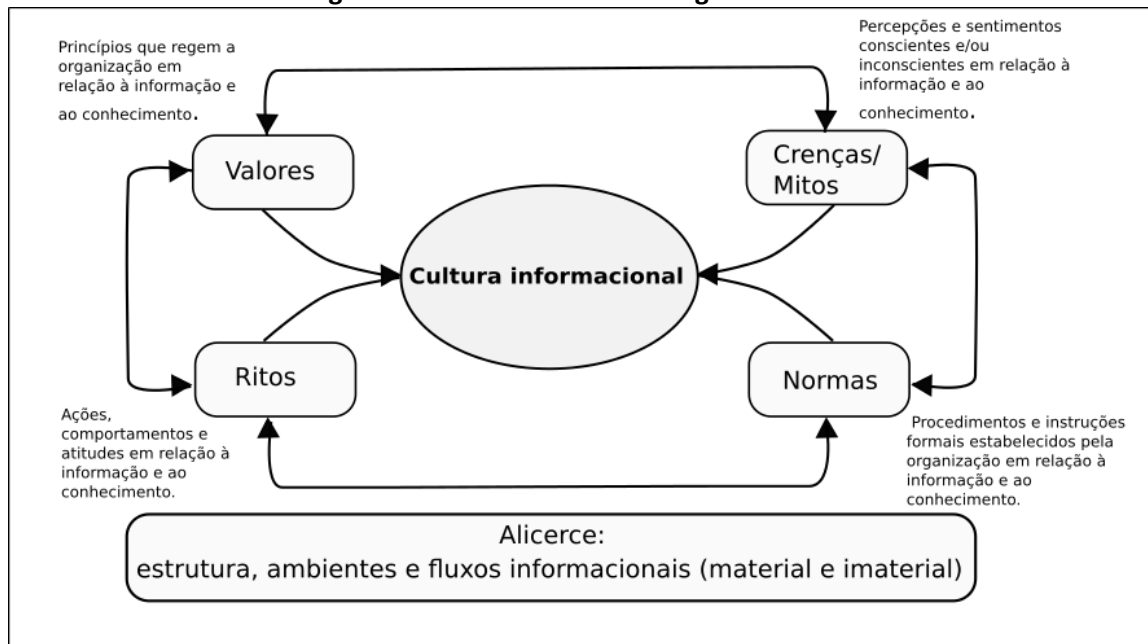 Princípios que regem a
organização em
relação à informação e
ao conhecimento.
Percepções e sentimentos
conscientes e/ou
inconscientes em relação à
informação e ao
conhecimento.
Valores
Crenças/
Mitos
Cultura informacional
Ritos
Normas
Ações,
comportamentos e
atitudes em relação à
informação e ao
conhecimento.
Procedimentos e instruções
formais estabelecidos pela
organização em relação à
informação e ao
conhecimento.
Alicerce:
estrutura, ambientes e fluxos informacionais (material e imaterial)